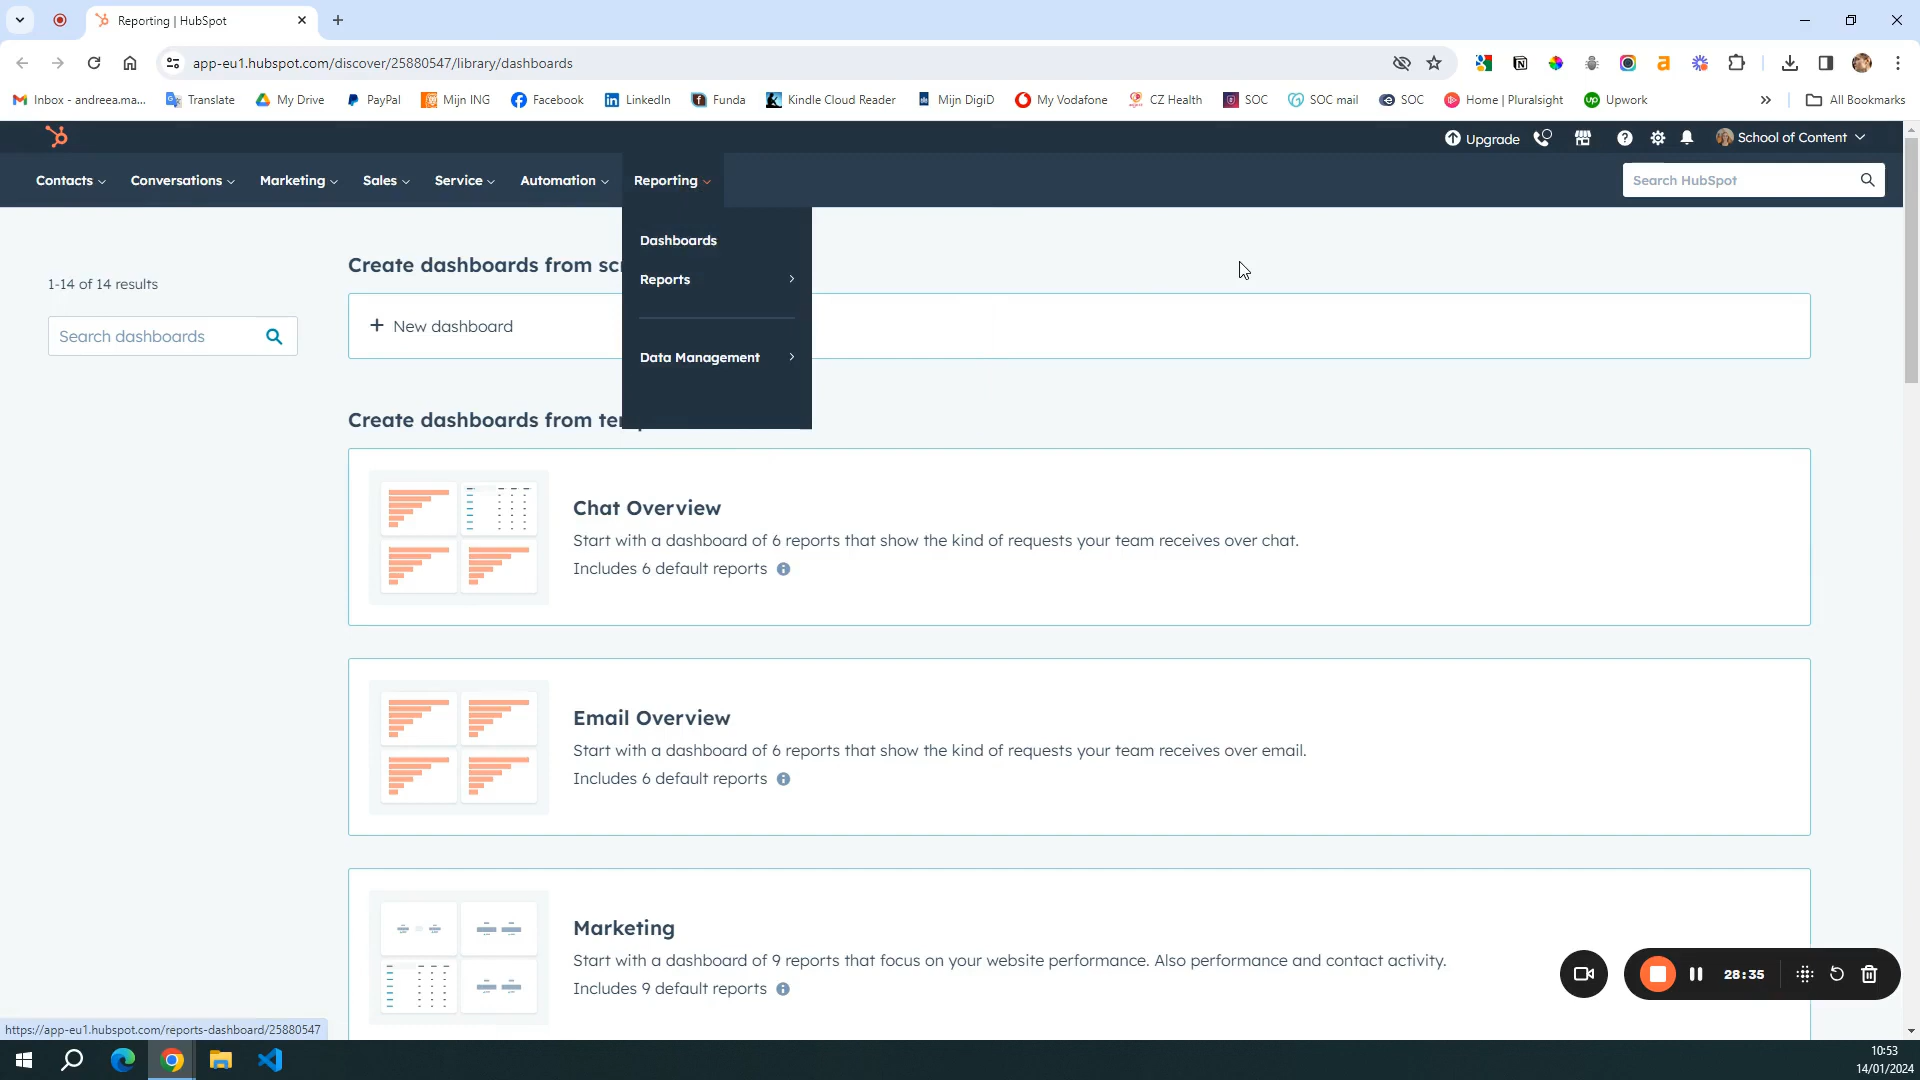 Reporting | HubSpot
app-eu1.hubspot.com/discover/25880547/library/dashboards
Inbox - andreea.ma... Translate My Drive PayPal Mijn ING Facebook LinkedIn Funda Kindle Cloud Reader Mijn DigiD My Vodafone CZ Health SOC SOC mail SOC Home | Pluralsight Upwork » All Bookmarks
Upgrade School of Content
Contacts Conversations Marketing Sales Service Automation Reporting Search HubSpot
Dashboards
Reports
Data Management
1-14 of 14 results
Search dashboards
Create dashboards from
+ New dashboard
Create dashboards from
Chat Overview
Start with a dashboard of 6 reports that show the kind of requests your team receives over chat.
Includes 6 default reports
Email Overview
Start with a dashboard of 6 reports that show the kind of requests your team receives over email.
Includes 6 default reports
Marketing
Start with a dashboard of 9 reports that focus on your website performance. Also performance and contact activity.
Includes 9 default reports
28:35
https://app-eu1.hubspot.com/reports-dashboard/25880547
10:53
14/01/2024